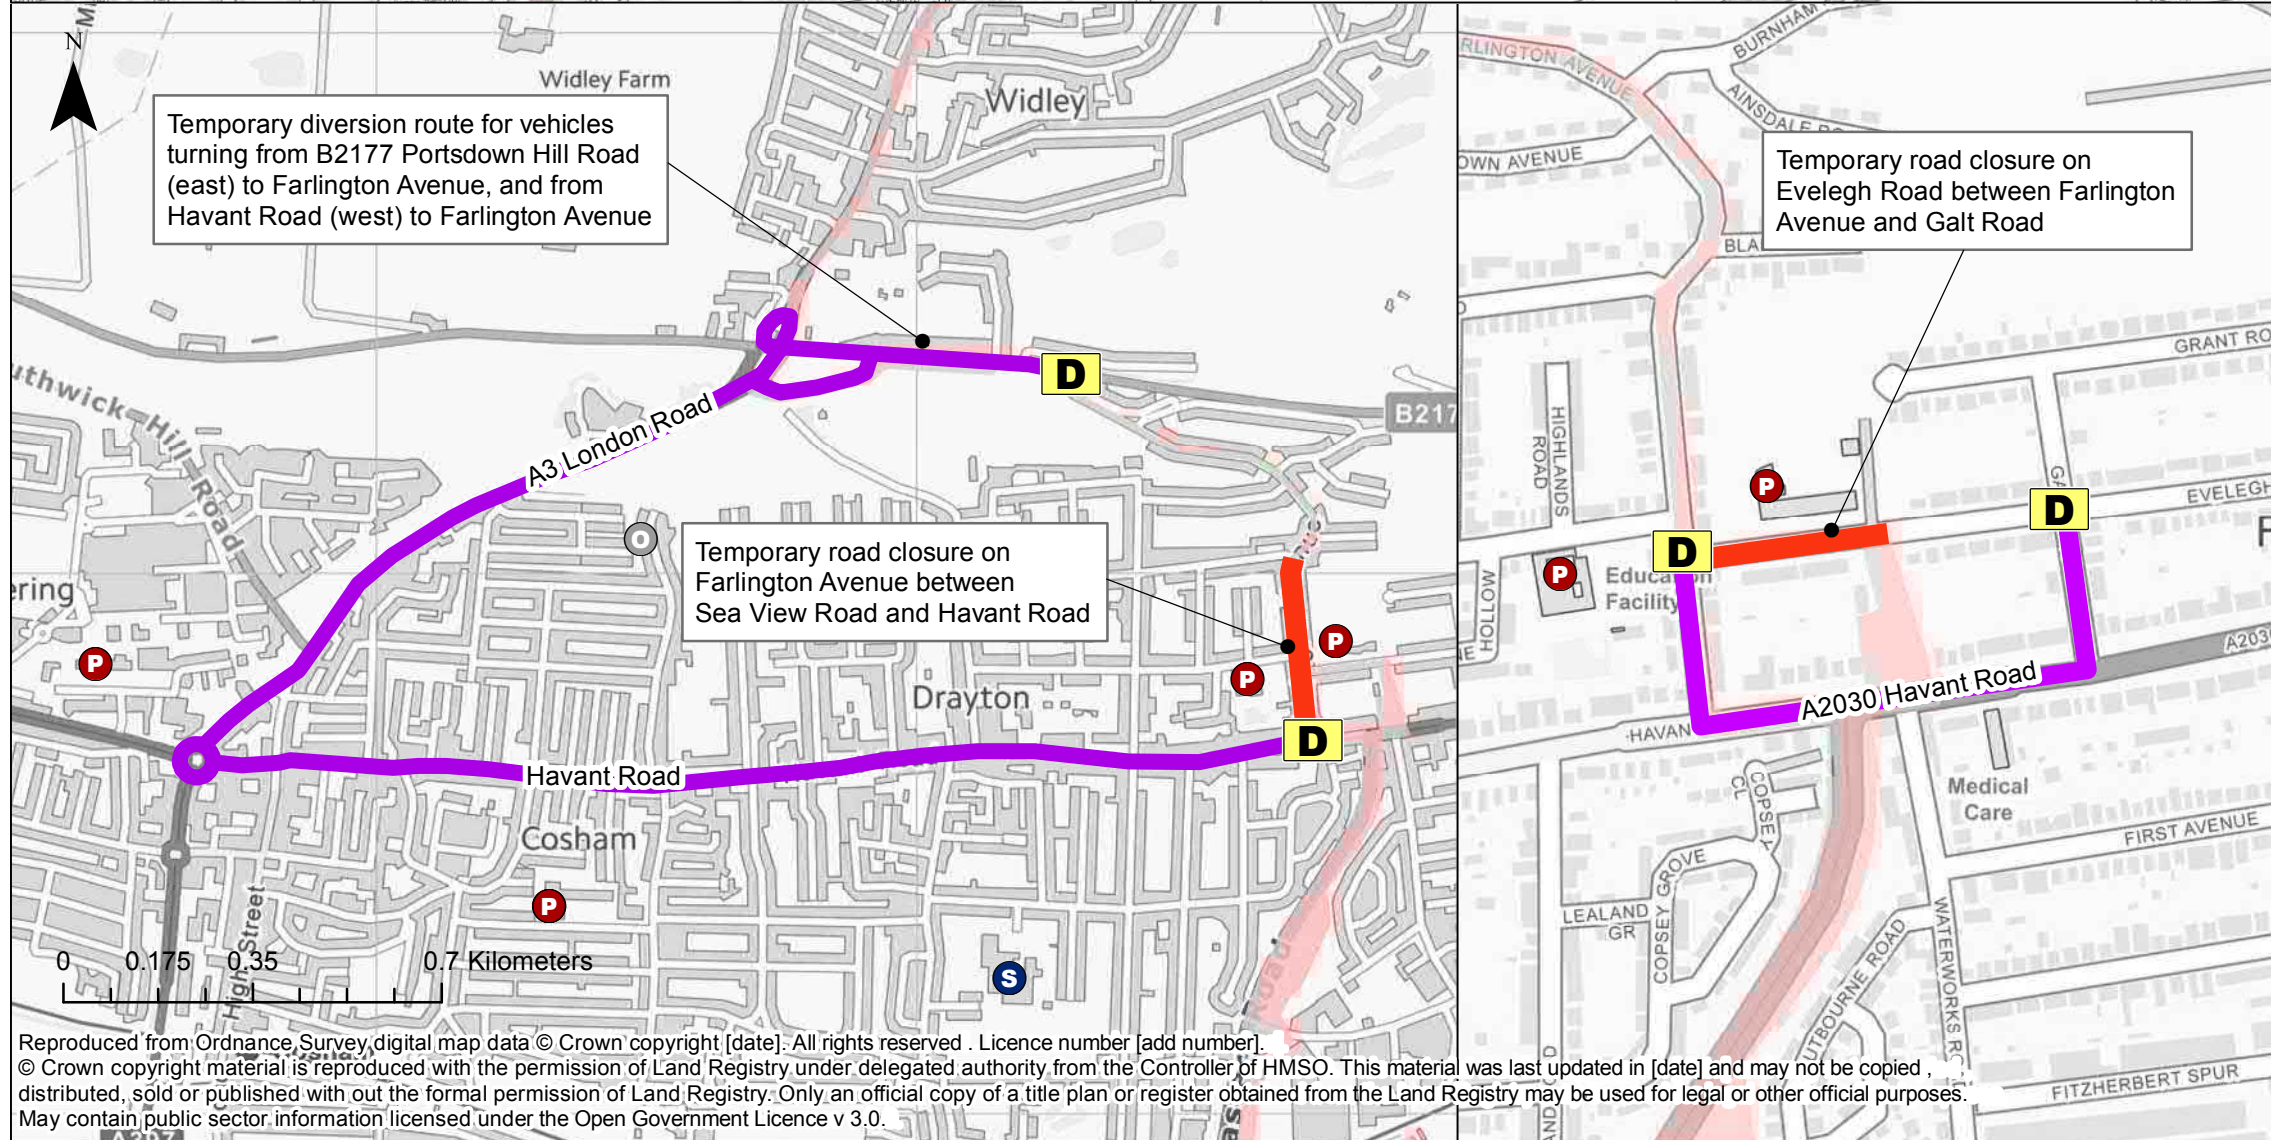 N
Widley Farm
Widley
Temporary diversion route for vehicles
turning from B2177 Portsdown Hill Road
(east) to Farlington Avenue, and from
Havant Road (west) to Farlington Avenue
D
B217
uthwick Hill Road
A3 London Road
O
ering
P
Temporary road closure on
Farlington Avenue between
Sea View Road and Havant Road
P
P
Drayton
D
Havant Road
Cosham
P
S
High Street
Road
0 0.175 0.35 0.7 Kilometers
RLINGTON AVENUE
BURNHAM
AINSDALE RO
OWN AVENUE
BLA
Temporary road closure on
Evelegh Road between Farlington
Avenue and Galt Road
GRANT RO
HIGHLANDS
ROAD
P
GA
EVELEGH
D
D
P
Education
Facility
HOLLOW
NE
F
A203
A2030 Havant Road
HAVAN
Medical
Care
COPSEY
CL
FIRST AVENUE
COPSEY GROVE
LEALAND
GR
WATERWORKS RO
UTBOURNE ROAD
FITZHERBERT SPUR
Reproduced from Ordnance Survey digital map data © Crown copyright [date]. All rights reserved . Licence number [add number].
© Crown copyright material is reproduced with the permission of Land Registry under delegated authority from the Controller of HMSO. This material was last updated in [date] and may not be copied ,
distributed, sold or published with out the formal permission of Land Registry. Only an official copy of a title plan or register obtained from the Land Registry may be used for legal or other official purposes.
May contain public sector information licensed under the Open Government Licence v 3.0.